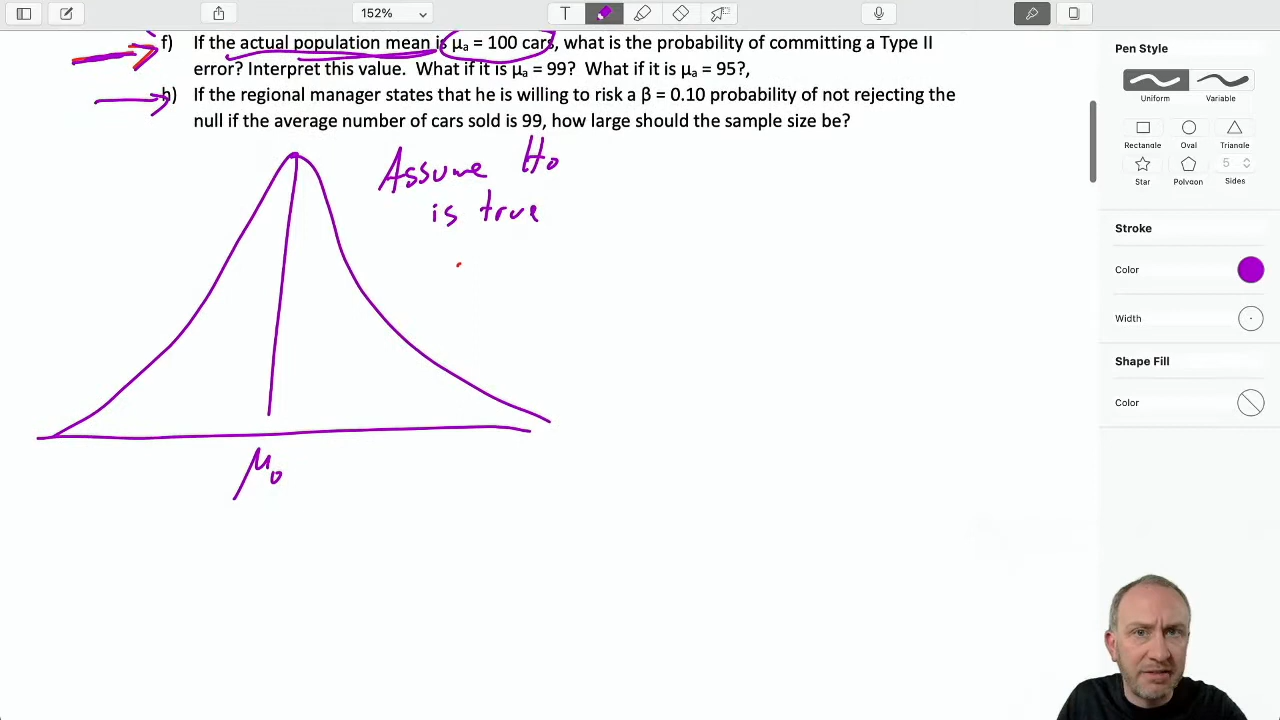 152%
T
f) If the actual population mean is μₐ = 100 cars, what is the probability of committing a Type II
error? Interpret this value. What if it is μₐ = 99? What if it is μₐ = 95?,
h) If the regional manager states that he is willing to risk a β = 0.10 probability of not rejecting the
null if the average number of cars sold is 99, how large should the sample size be?
Assume H₀
is true
μ₀
Pen Style
Uniform Variable
Rectangle Oval Triangle
5
Star Polygon Sides
Stroke
Color
Width
Shape Fill
Color